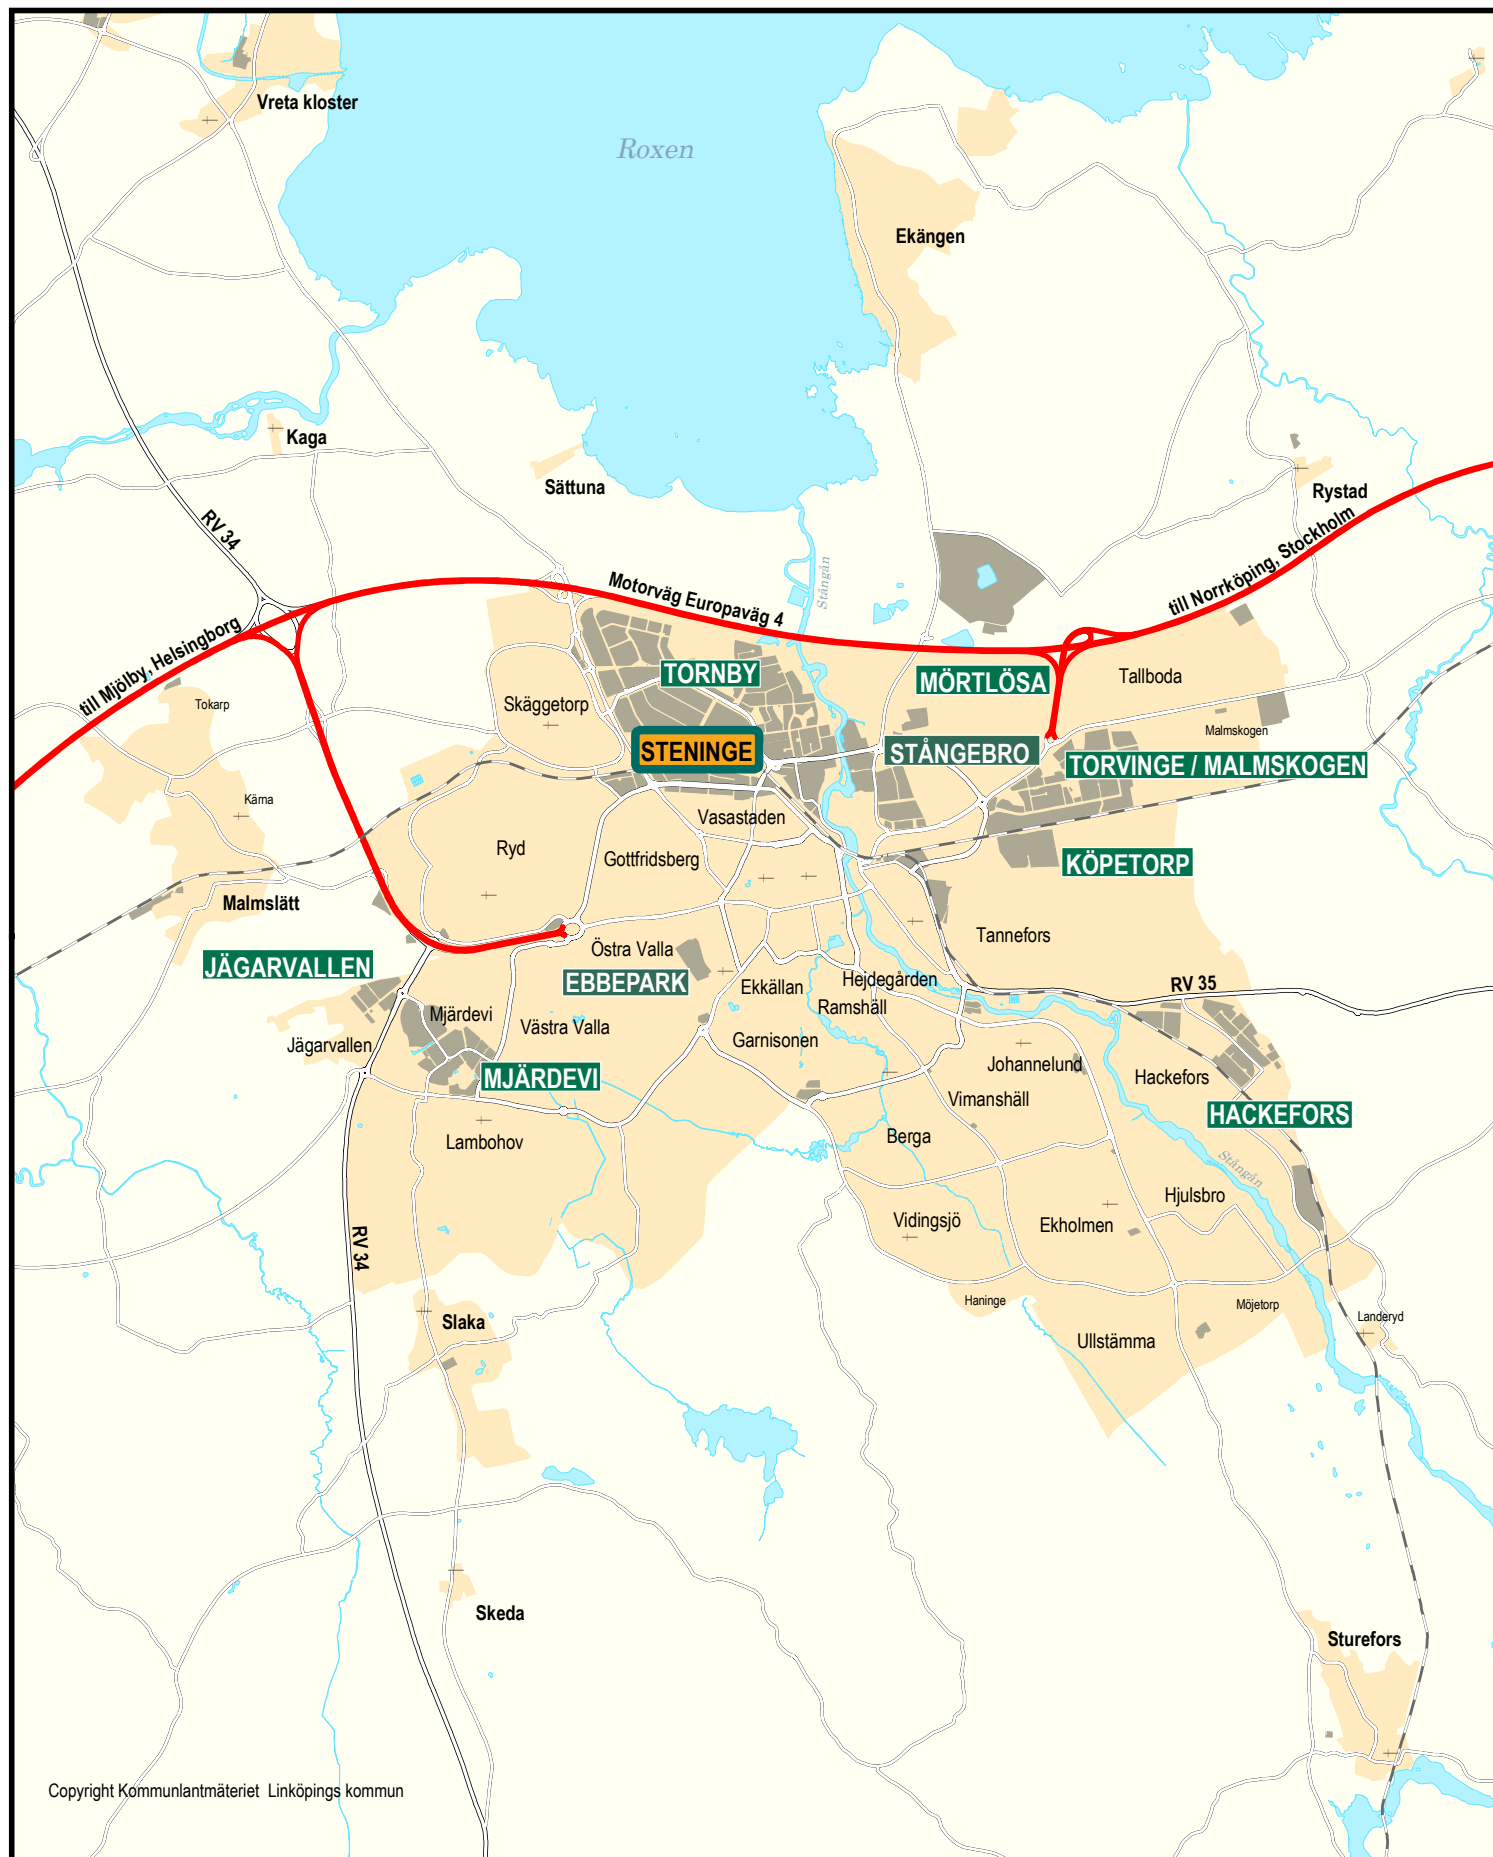 Vreta kloster
Roxen
Ekängen
Kaga
Sättuna
Rystad
RV 34
till Norrköping, Stockholm
Motorväg Europaväg 4
Stångån
till Mjölby, Helsingborg
TORNBY
MÖRTLÖSA
Tallboda
Tokarp
Skäggetorp
Malmskogen
STENINGE
STÅNGEBRO
TORVINGE / MALMSKOGEN
Kärna
Vasastaden
Ryd
Gottfridsberg
KÖPETORP
Malmslätt
Tannefors
JÄGARVALLEN
Östra Valla
EBBEPARK
Ekkällan
Hejdegården
RV 35
Ramshäll
Mjärdevi
Västra Valla
Garnisonen
Jägarvallen
Johannelund
MJÄRDEVI
Hackefors
Vimanshäll
HACKEFORS
Lambohov
Berga
Stångån
Hjulsbro
Vidingsjö
Ekholmen
RV 34
Haninge
Möjetorp
Slaka
Landeryd
Ullstämma
Skeda
Sturefors
Copyright Kommunlantmäteriet Linköpings kommun